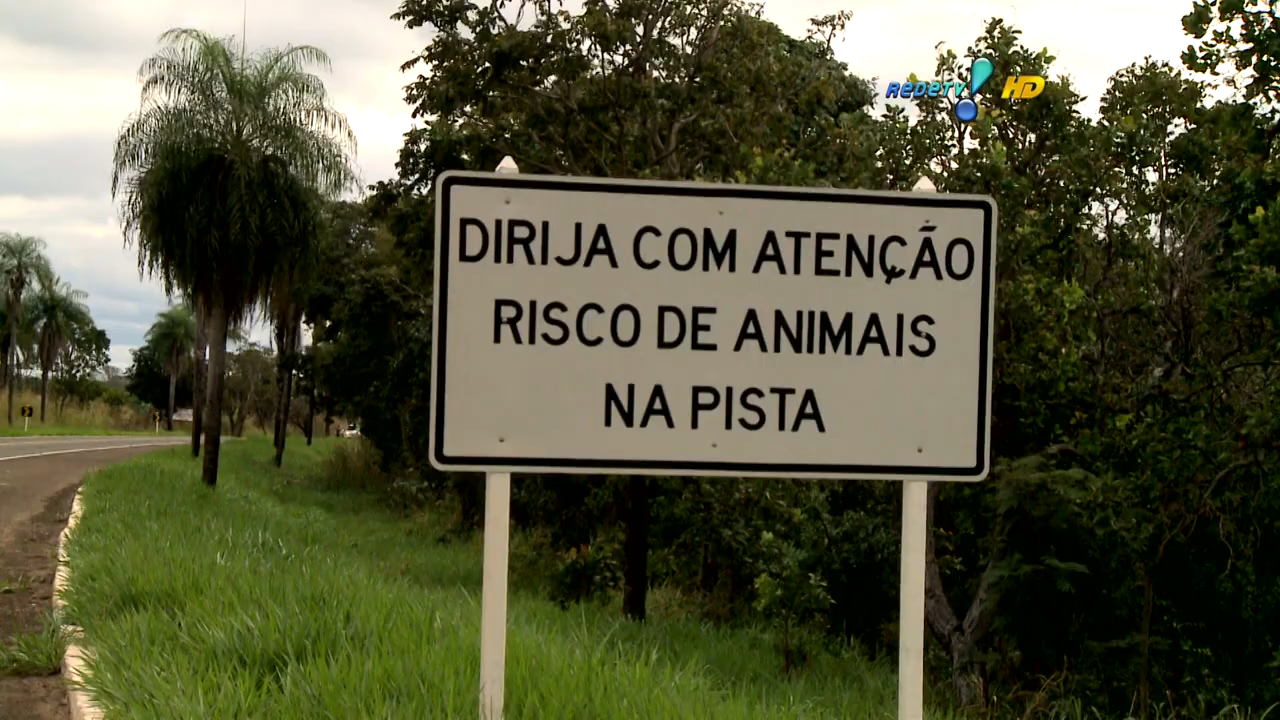 REDETV! HD
DIRIJA COM ATENÇÃO
RISCO DE ANIMAIS
NA PISTA